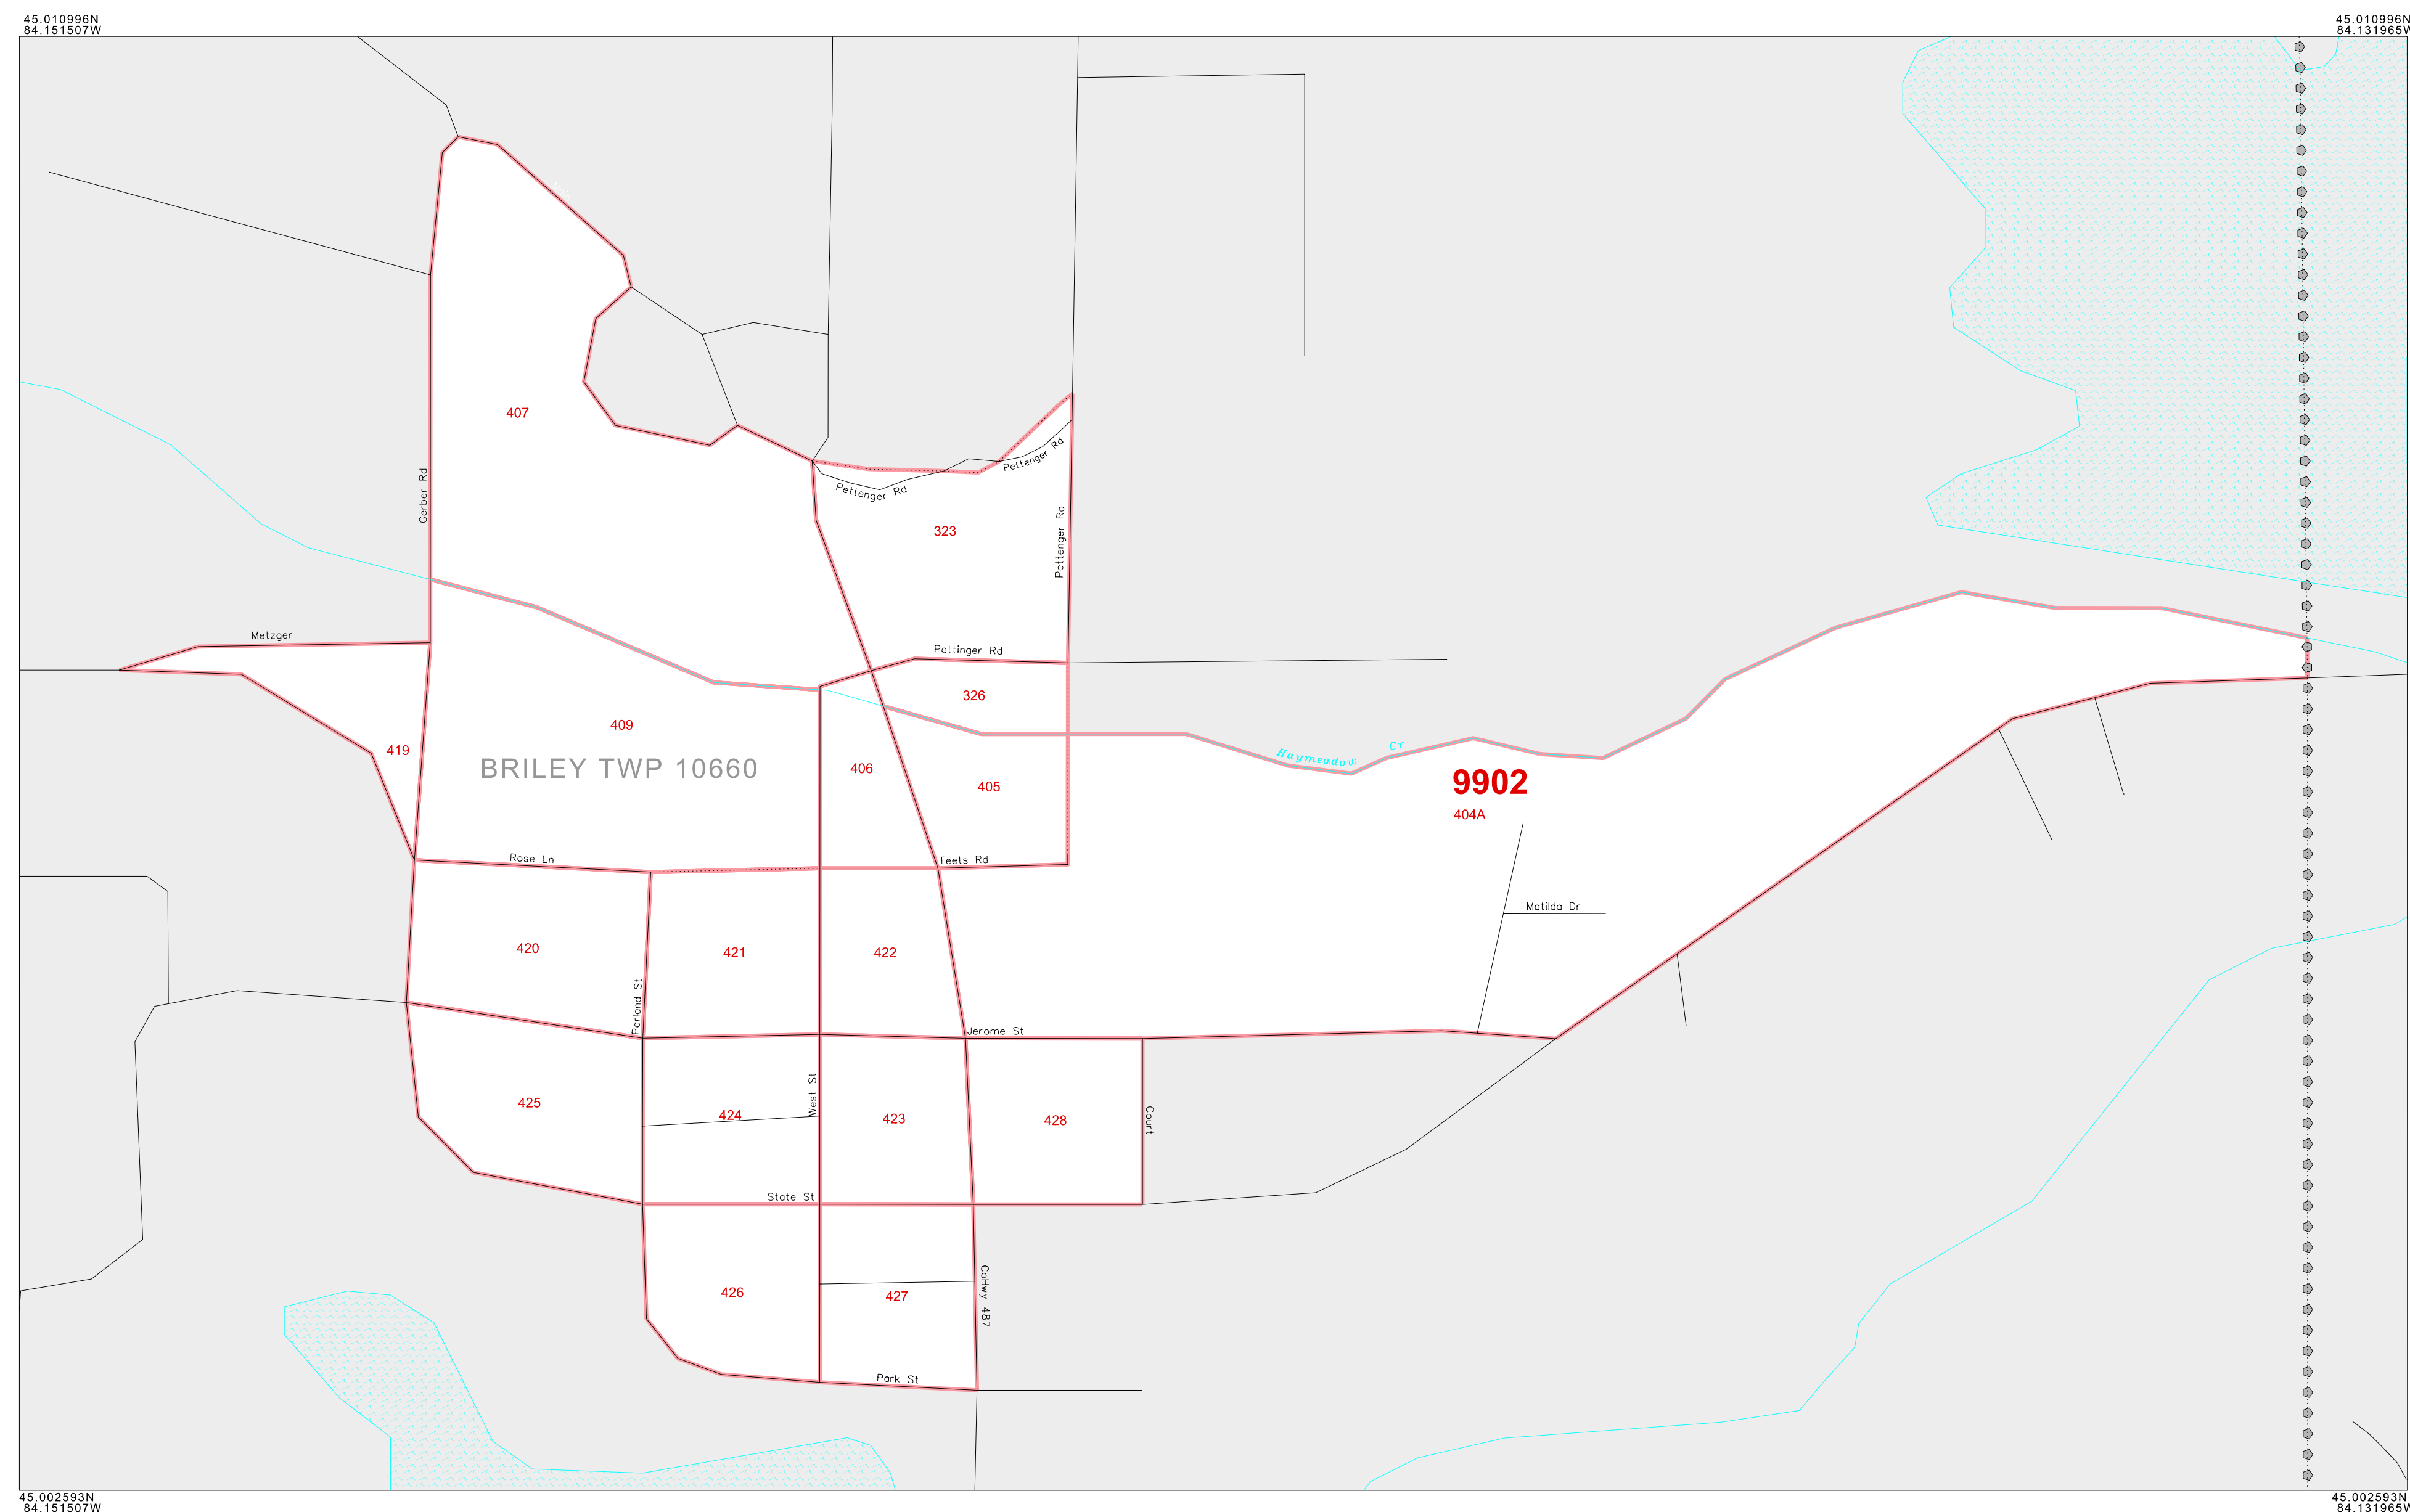 45.010996N
84.151507W
45.010996N
84.131965W
407
Gerber Rd
Pettenger Rd
Pettenger Rd
323
Pettenger Rd
Metzger
Pettinger Rd
326
419
409
BRILEY TWP 10660
406
405
Haymeadow Cr
9902
404A
Rose Ln
Teets Rd
Matilda Dr
420
421
422
Parland St
Jerome St
425
424
West St
423
428
Court
State St
426
427
CoHwy 487
Park St
45.002593N
84.151507W
45.002593N
84.131965W